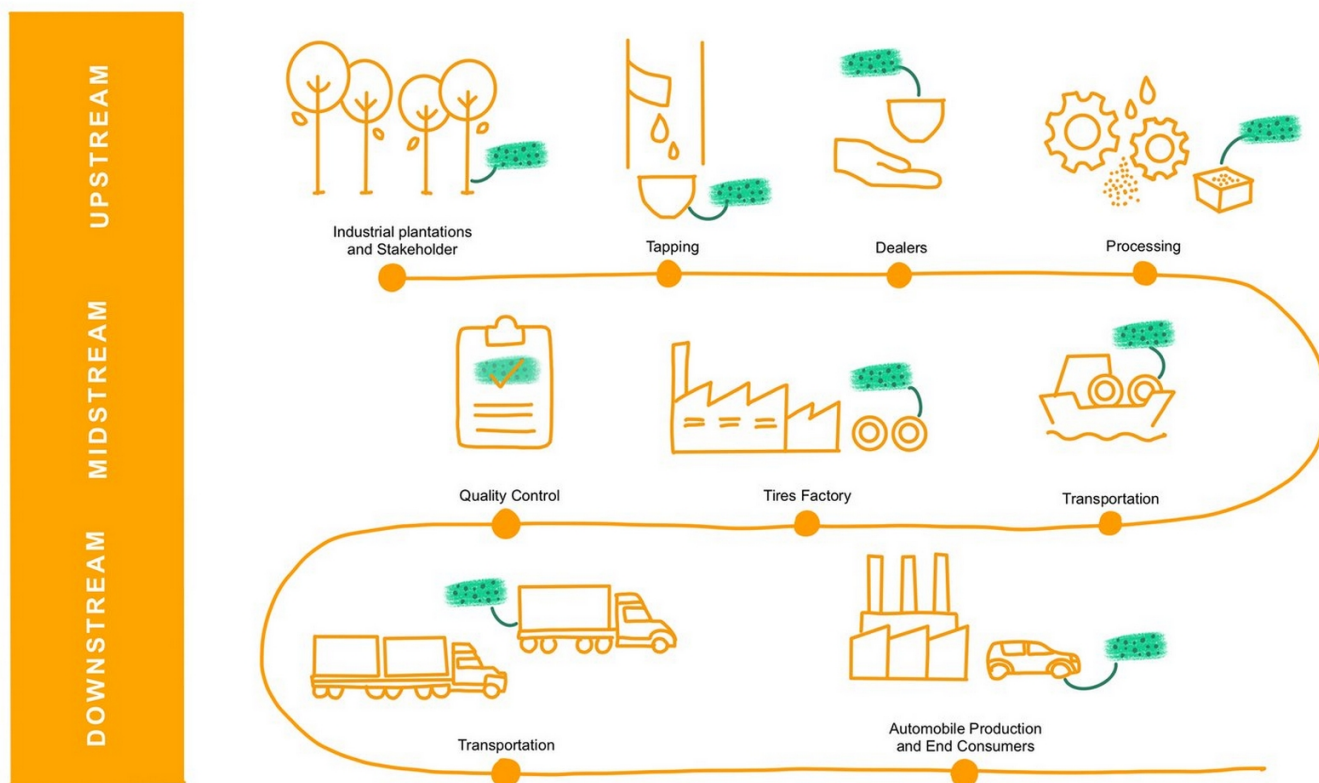 UPSTREAM
Industrial plantations
and Stakeholder
Tapping
Dealers
Processing
MIDSTREAM
Quality Control
Tires Factory
Transportation
DOWNSTREAM
Transportation
Automobile Production
and End Consumers